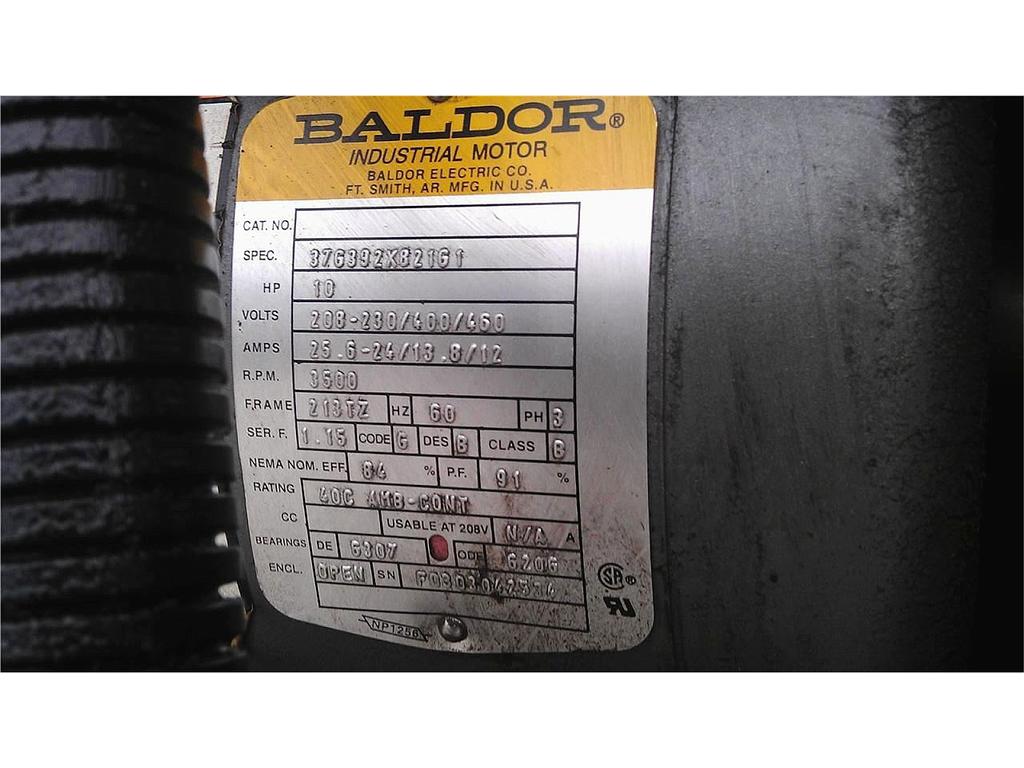 BALDOR®
INDUSTRIAL MOTOR
BALDOR ELECTRIC CO.
FT. SMITH, AR. MFG. IN U.S.A.
CAT. NO.
SPEC. 37G392X821G1
HP 10
VOLTS 208-230/400/460
AMPS 25.6-24/13.8/12
R.P.M. 3500
FRAME 213TZ HZ 60 PH 3
SER. F. 1.15 CODE G DES B CLASS B
NEMA NOM. EFF. 84 % P.F. 91 %
RATING 40C AMB-CONT
CC USABLE AT 208V N/A A
BEARINGS DE 6307 ODE 6206
ENCL. OPEN SN
SA®
NP1256